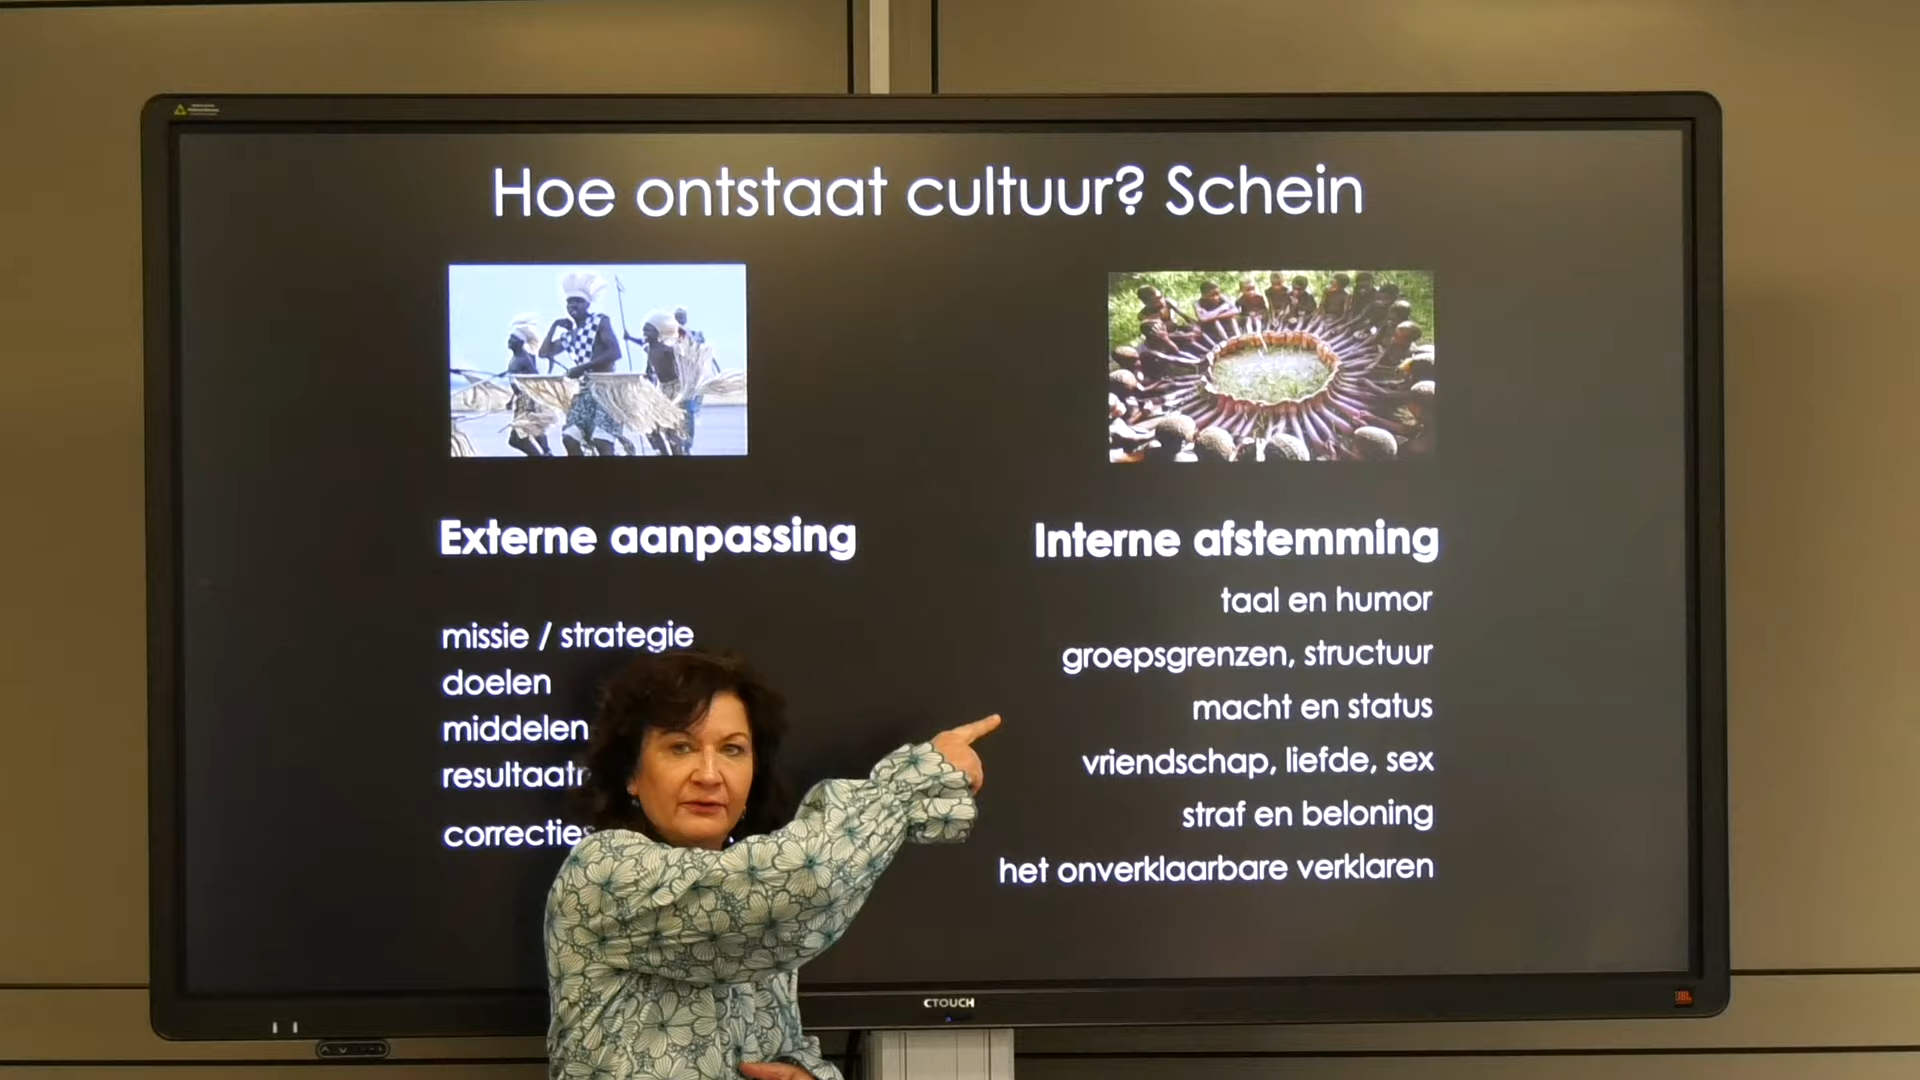 Hoe ontstaat cultuur? Schein
Externe aanpassing
missie / strategie
doelen
middelen
Interne afstemming
taal en humor
groepsgrenzen, structuur
macht en status
vriendschap, liefde, sex
straf en beloning
het onverklaarbare verklaren
CTOUCH
JBL